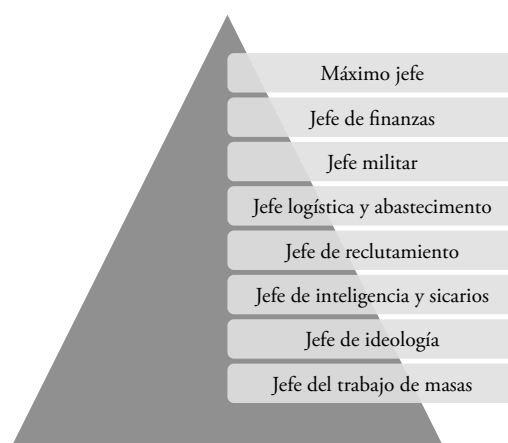 Máximo jefe
Jefe de finanzas
Jefe militar
Jefe logística y abastecimento
Jefe de reclutamiento
Jefe de inteligencia y sicarios
Jefe de ideología
Jefe del trabajo de masas